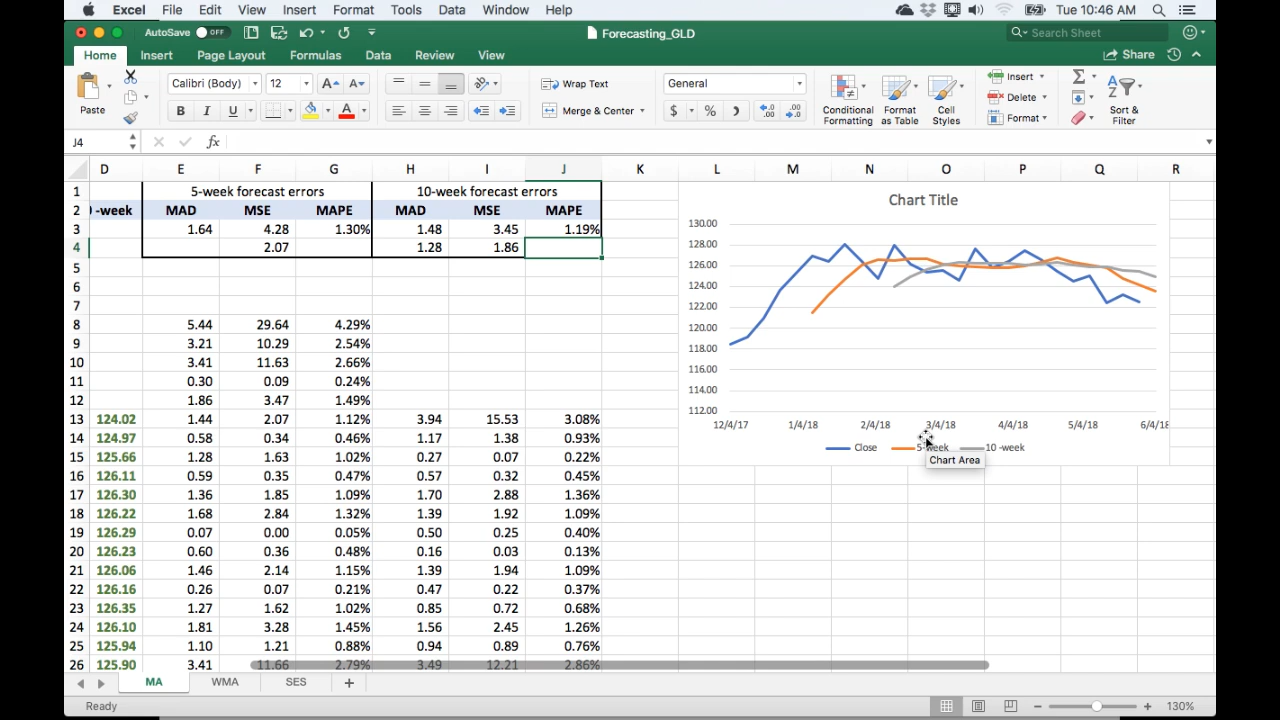 Excel File Edit View Insert Format Tools Data Window Help Tue 10:46 AM
AutoSave OFF Forecasting_GLD Search Sheet
Home Insert Page Layout Formulas Data Review View Share
Paste Calibri (Body) 12 A A Wrap Text General Conditional Formatting Format as Table Cell Styles Insert Delete Format Sort & Filter
B I U A Merge & Center $ %
J4 fx
D E F G H I J K L M N O P Q R
1 5-week forecast errors 10-week forecast errors
2 -week MAD MSE MAPE MAD MSE MAPE
3 1.64 4.28 1.30% 1.48 3.45 1.19%
4 2.07 1.28 1.86
5
6
7
8 5.44 29.64 4.29%
9 3.21 10.29 2.54%
10 3.41 11.63 2.66%
11 0.30 0.09 0.24%
12 1.86 3.47 1.49%
13 124.02 1.44 2.07 1.12% 3.94 15.53 3.08%
14 124.97 0.58 0.34 0.46% 1.17 1.38 0.93%
15 125.66 1.28 1.63 1.02% 0.27 0.07 0.22%
16 126.11 0.59 0.35 0.47% 0.57 0.32 0.45%
17 126.30 1.36 1.85 1.09% 1.70 2.88 1.36%
18 126.22 1.68 2.84 1.32% 1.39 1.92 1.09%
19 126.29 0.07 0.00 0.05% 0.50 0.25 0.40%
20 126.23 0.60 0.36 0.48% 0.16 0.03 0.13%
21 126.06 1.46 2.14 1.15% 1.39 1.94 1.09%
22 126.16 0.26 0.07 0.21% 0.47 0.22 0.37%
23 126.35 1.27 1.62 1.02% 0.85 0.72 0.68%
24 126.10 1.81 3.28 1.45% 1.56 2.45 1.26%
25 125.94 1.10 1.21 0.88% 0.94 0.89 0.76%
26 125.90 3.41 11.66 2.79% 3.49 12.21 2.86%
Chart Title
130.00
128.00
126.00
124.00
122.00
120.00
118.00
116.00
114.00
112.00
12/4/17 1/4/18 2/4/18 3/4/18 4/4/18 5/4/18 6/4/18
Close 5-week 10 -week
Chart Area
MA WMA SES
Ready 130%